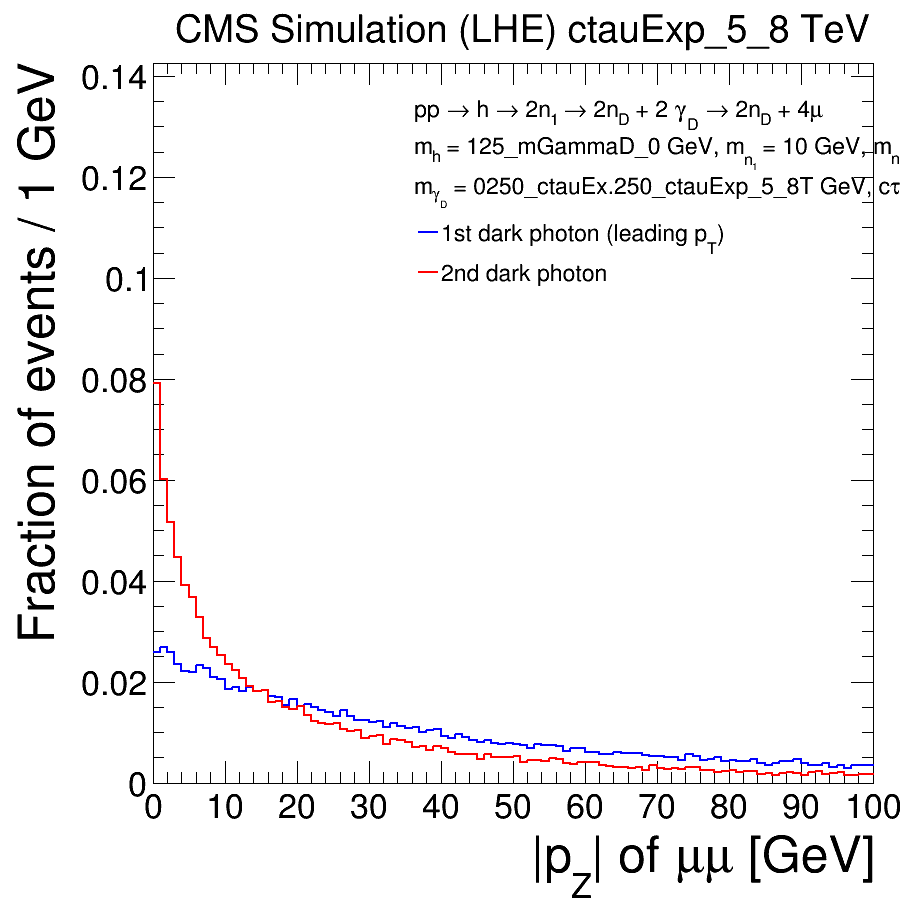 CMS Simulation (LHE) ctauExp_5_8 TeV
Fraction of events / 1 GeV
0.14
0.12
0.1
0.08
0.06
0.04
0.02
0
pp → h → 2n1 → 2nD + 2 γD → 2nD + 4μ
mh = 125_mGammaD_0 GeV, mn1 = 10 GeV, mn
mγD = 0250_ctauEx.250_ctauExp_5_8T GeV, cτ
1st dark photon (leading pT)
2nd dark photon
0 10 20 30 40 50 60 70 80 90 100
|pZ| of μμ [GeV]